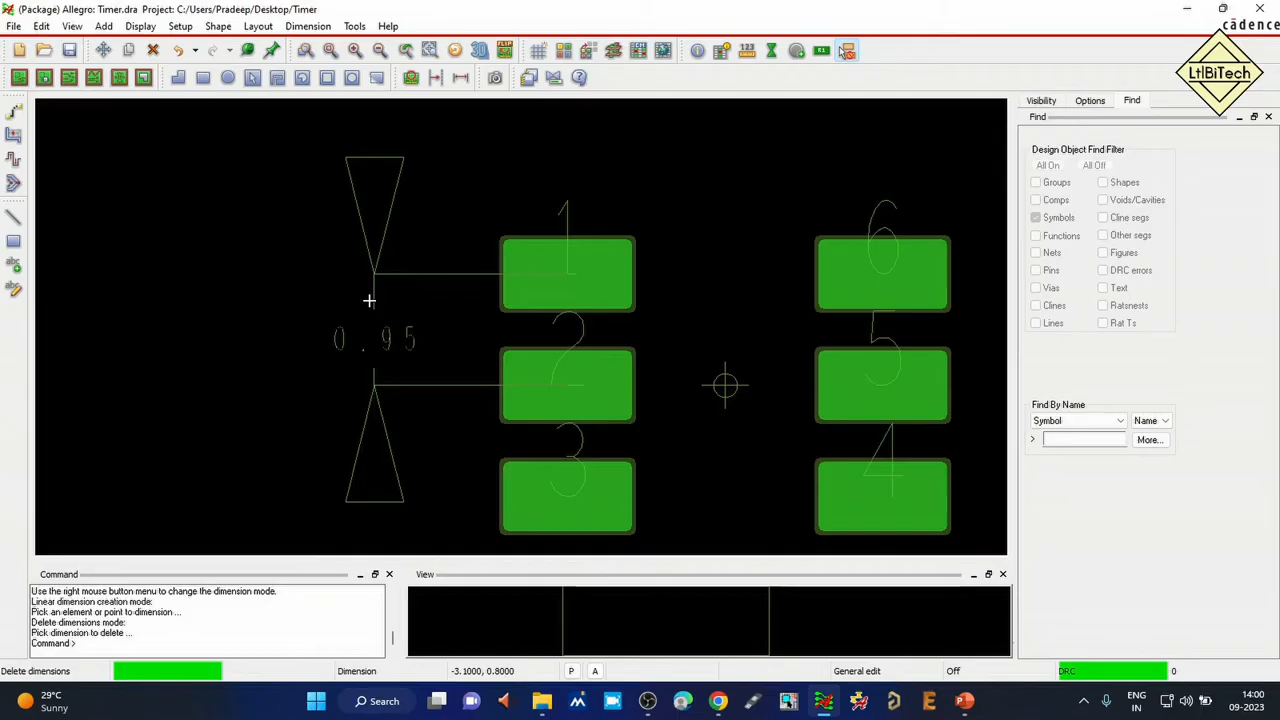 (Package) Allegro: Timer.dra Project: C:/Users/Pradeep/Desktop/Timer
File Edit View Add Display Setup Shape Layout Dimension Tools Help
cādence
LtlBiTech
3D FLIP 123 R1
Visibility Options Find
Find
Design Object Find Filter
All On All Off
Groups Shapes
Comps Voids/Cavities
Symbols Cline segs
Functions Other segs
Nets Figures
Pins DRC errors
Vias Text
Clines Ratsnests
Lines Rat Ts
Find By Name
Symbol Name
> More...
1 6
0.95
2 5
3 4
Command
Use the right mouse button menu to change the dimension mode.
Linear dimension creation mode:
Pick an element or point to dimension ...
Delete dimensions mode:
Pick dimension to delete ...
Command >
View
Delete dimensions Dimension -3.1000, 0.8000 P A General edit Off DRC 0
29°C
Sunny
Search
ENG
IN
14:00
09-2023